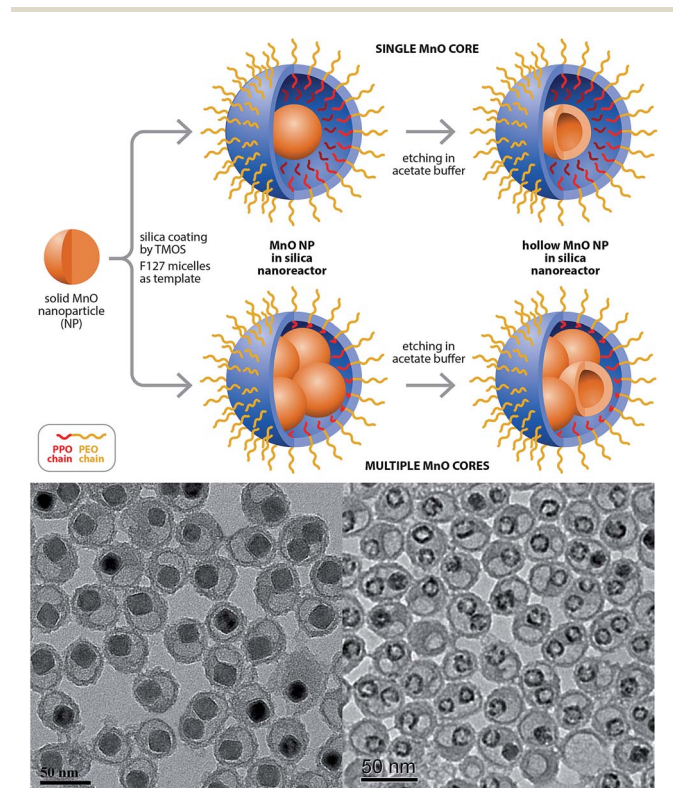 SINGLE MnO CORE
etching in
acetate buffer
silica coating
by TMOS
F127 micelles
as template
MnO NP
in silica
nanoreactor
hollow MnO NP
in silica
nanoreactor
solid MnO
nanoparticle
(NP)
etching in
acetate buffer
PPO PEO
chain chain
MULTIPLE MnO CORES
50 nm
50 nm